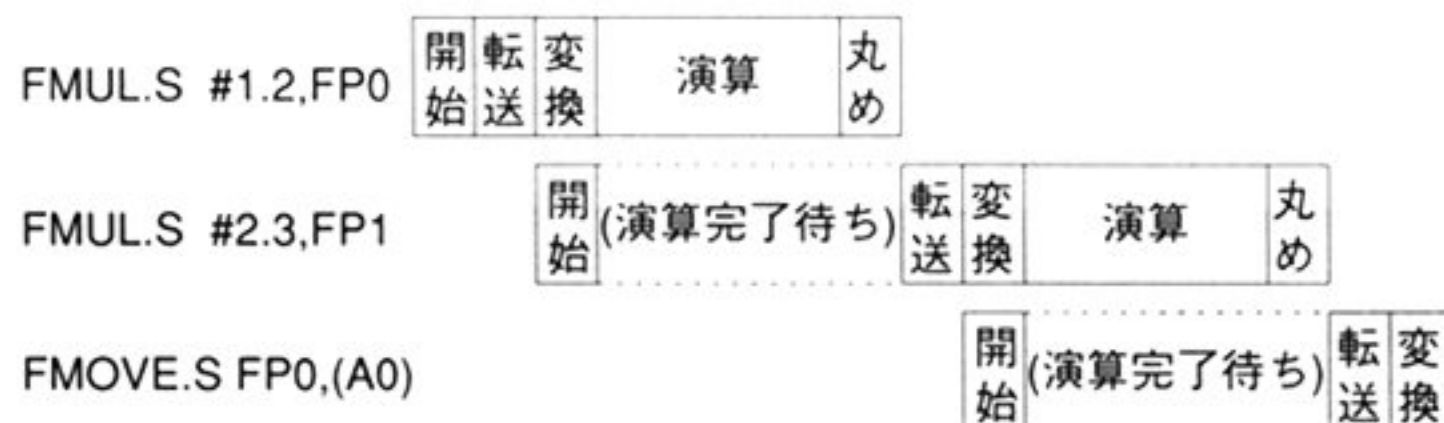 FMUL.S #1.2,FP0 開始 転送 変換 演算 丸め
FMUL.S #2.3,FP1 開始 (演算完了待ち) 転送 変換 演算 丸め
FMOVE.S FP0,(A0) 開始 (演算完了待ち) 転送 変換